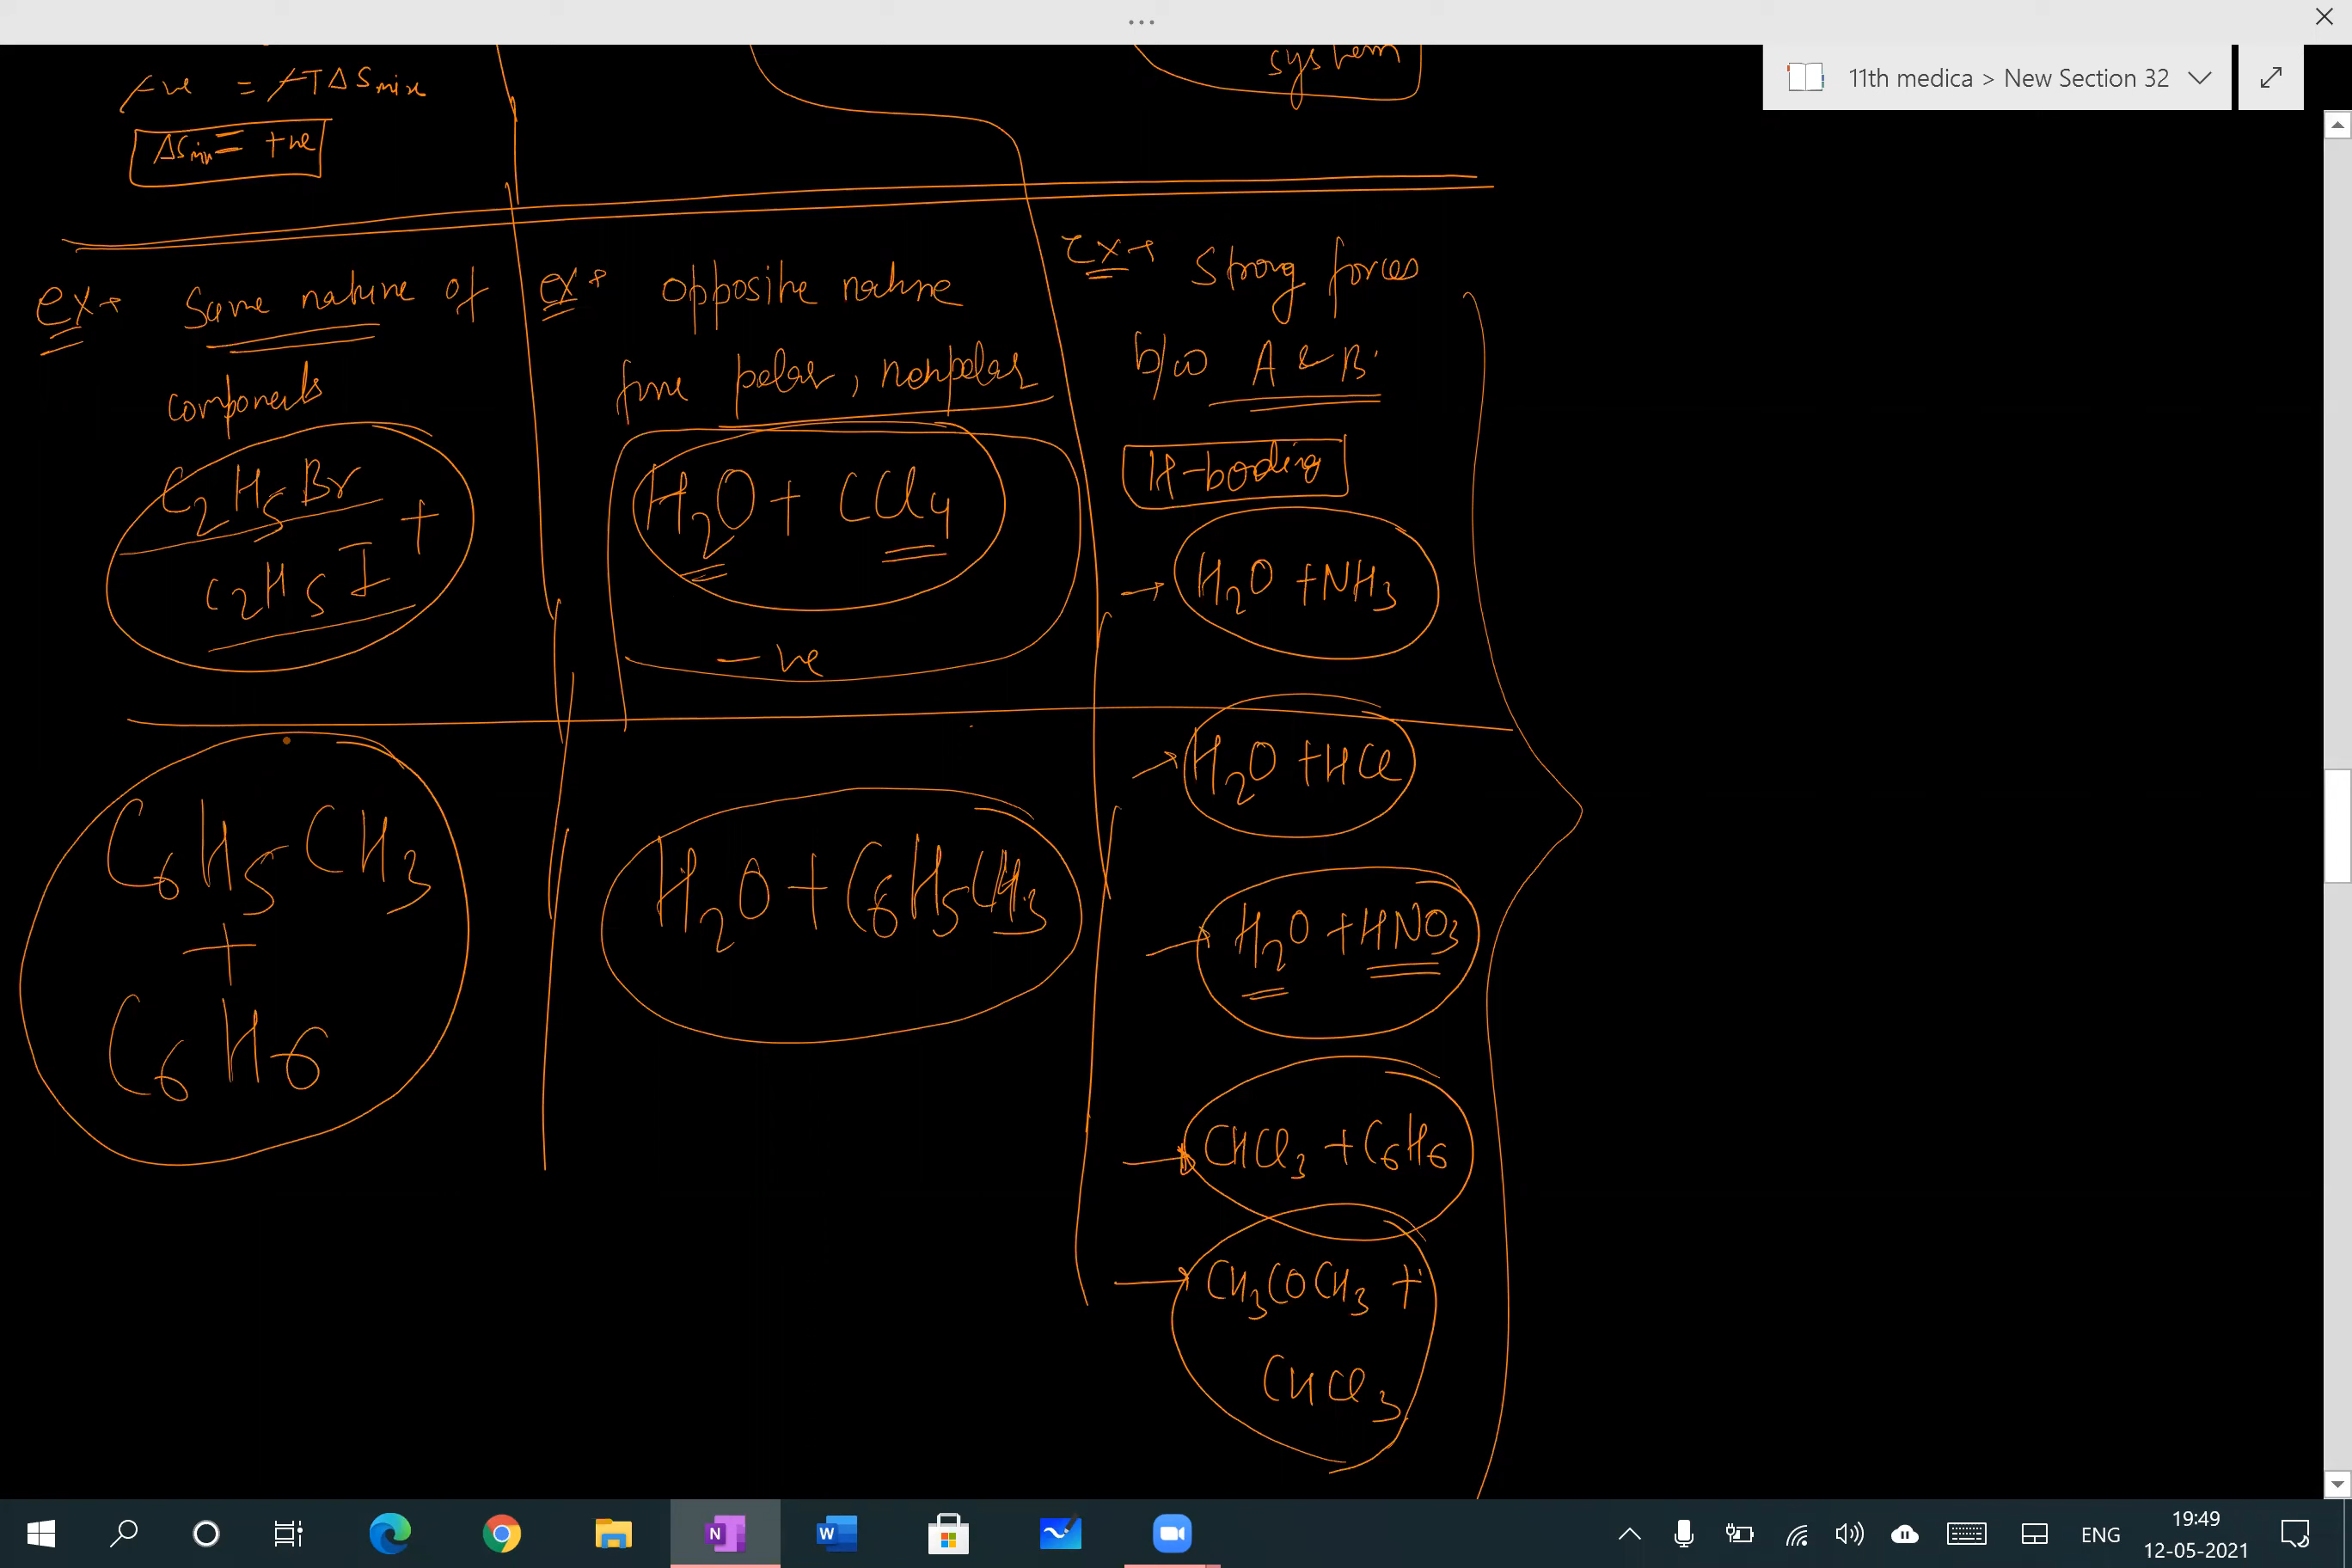 ...
11th medica > New Section 32
system
-ve = -TΔSmix
ΔSmix = +ve
ex→ Same nature of
components
C2H5Br
+
C2H5I
C6H5CH3
+
C6H6
ex→ opposite nature
polar, nonpolar
H2O + CCl4
-ve
H2O + C6H5CH3
Ex→ Strong forces
b/w A & B.
H-bonding
→ H2O + NH3
→ H2O + HCl
→ H2O + HNO3
→ CHCl3 + C6H6
→ CH3COCH3 +
CHCl3
ENG
19:49
12-05-2021